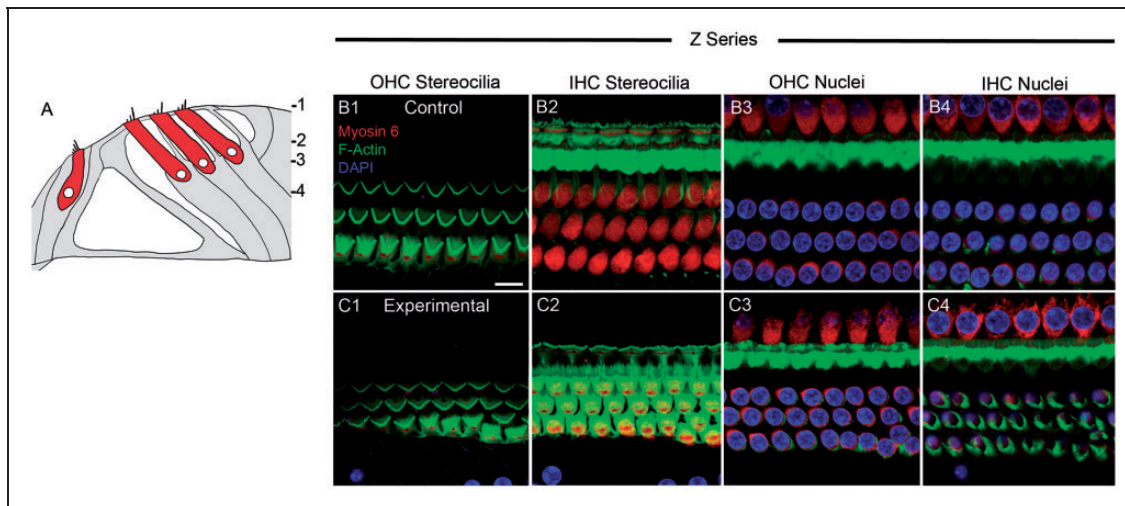 Z Series
OHC Stereocilia IHC Stereocilia OHC Nuclei IHC Nuclei
A
-1
-2
-3
-4
B1 Control B2 B3 B4
Myosin 6
F-Actin
DAPI
C1 Experimental C2 C3 C4